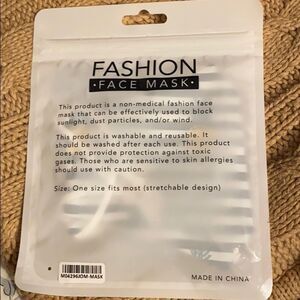 FASHION
• FACE MASK •
This product is a non-medical fashion face
mask that can be effectively used to block
sunlight, dust particles, and/or wind.
This product is washable and reusable. It
should be washed after each use. This product
does not provide protection against toxic
gases. Those who are sensitive to skin allergies
should use with caution.
Size: One size fits most (stretchable design)
M04296JOM-MASK
MADE IN CHINA